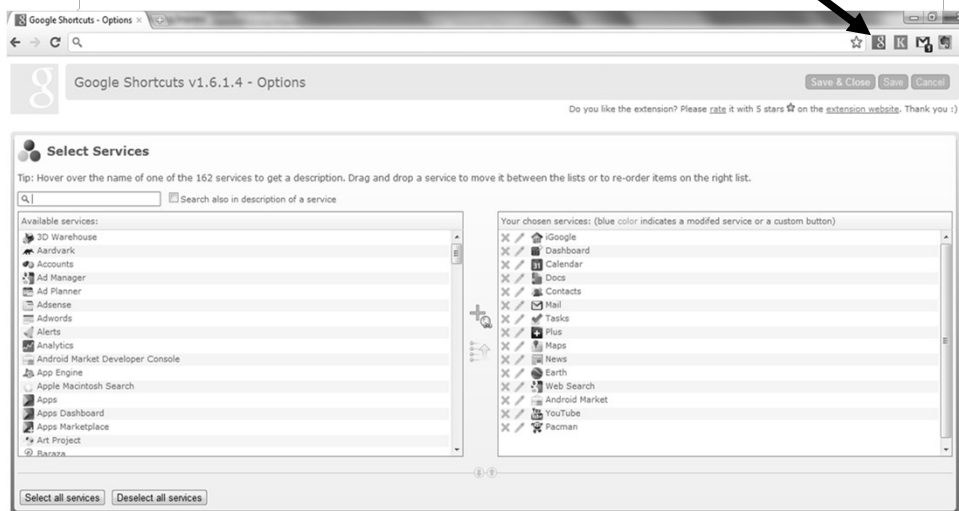 Google Shortcuts - Options
Google Shortcuts v1.6.1.4 - Options
Save & Close Save Cancel
Do you like the extension? Please rate it with 5 stars on the extension website. Thank you :)
Select Services
Tip: Hover over the name of one of the 162 services to get a description. Drag and drop a service to move it between the lists or to re-order items on the right list.
Search also in description of a service
Available services:
3D Warehouse
Aardvark
Accounts
Ad Manager
Ad Planner
Adsense
Adwords
Alerts
Analytics
Android Market Developer Console
App Engine
Apple Macintosh Search
Apps
Apps Dashboard
Apps Marketplace
Art Project
Baraza
Your chosen services: (blue color indicates a modifed service or a custom button)
iGoogle
Dashboard
Calendar
Docs
Contacts
Mail
Tasks
Plus
Maps
News
Earth
Web Search
Android Market
YouTube
Pacman
Select all services Deselect all services